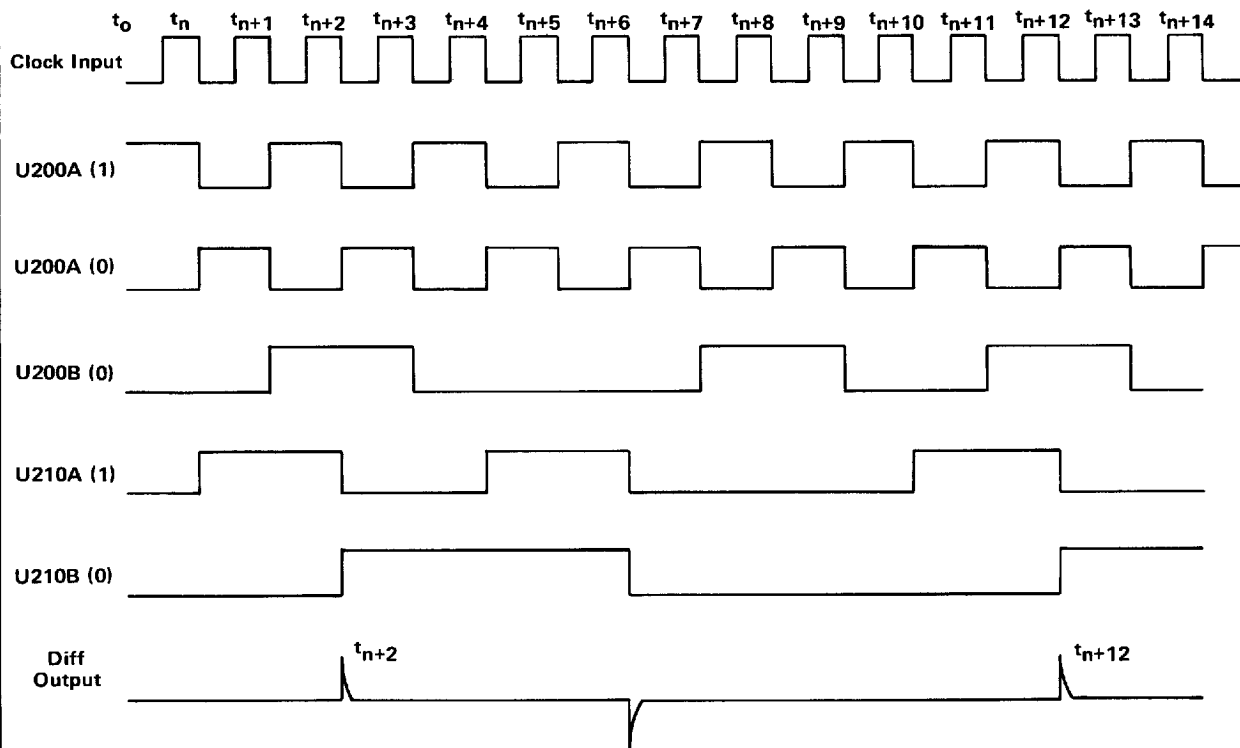 to tn tn+1 tn+2 tn+3 tn+4 tn+5 tn+6 tn+7 tn+8 tn+9 tn+10 tn+11 tn+12 tn+13 tn+14
Clock Input
U200A (1)
U200A (0)
U200B (0)
U210A (1)
U210B (0)
Diff
Output
tn+2
tn+12